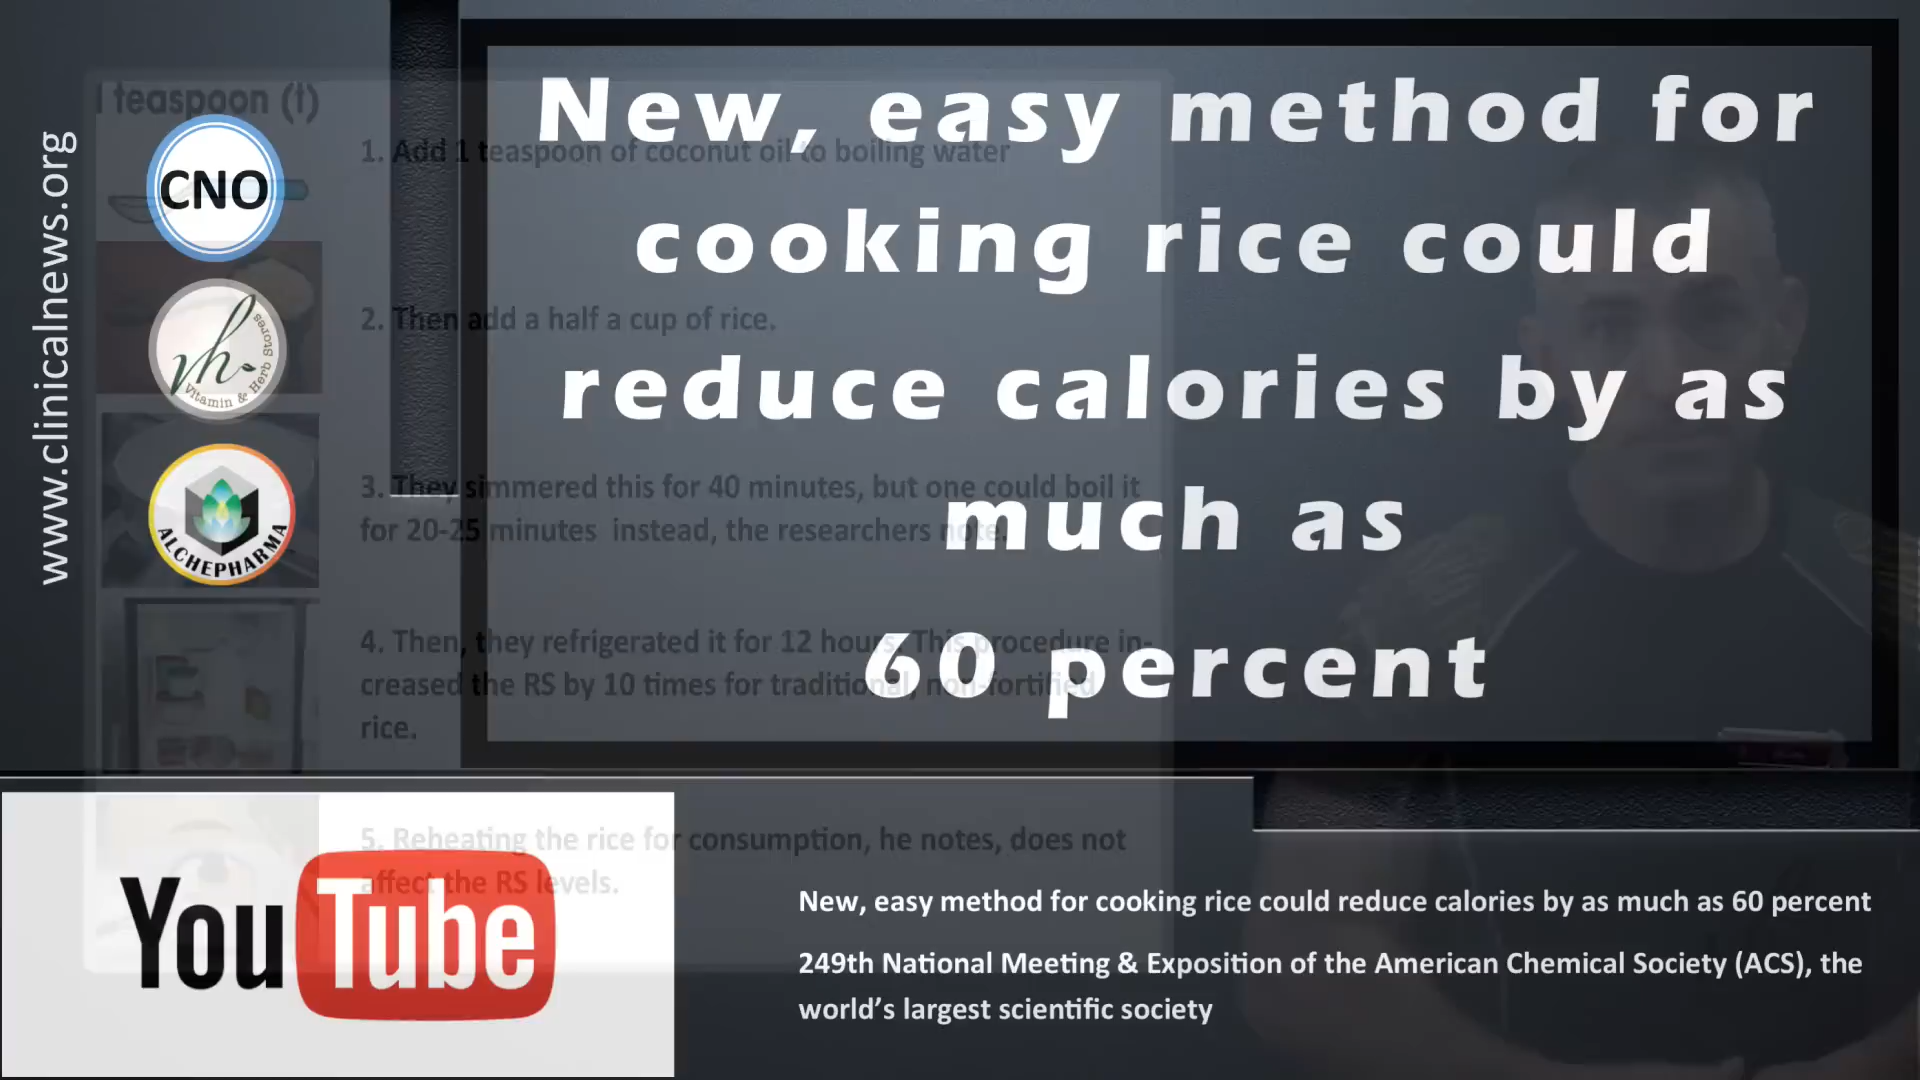 www.clinicalnews.org
1 teaspoon (t)
CNO
vh
Vitamin & Herb Stores
ALCHEPHARMA
New, easy method for
cooking rice could
reduce calories by as
much as
60 percent
1. Add 1 teaspoon of coconut oil to boiling water
2. Then add a half a cup of rice.
3. They simmered this for 40 minutes, but one could boil it
for 20-25 minutes instead, the researchers note.
4. Then, they refrigerated it for 12 hours. This procedure in-
creased the RS by 10 times for traditional, non-fortified
rice.
5. Reheating the rice for consumption, he notes, does not
affect the RS levels.
YouTube
New, easy method for cooking rice could reduce calories by as much as 60 percent
249th National Meeting & Exposition of the American Chemical Society (ACS), the
world’s largest scientific society